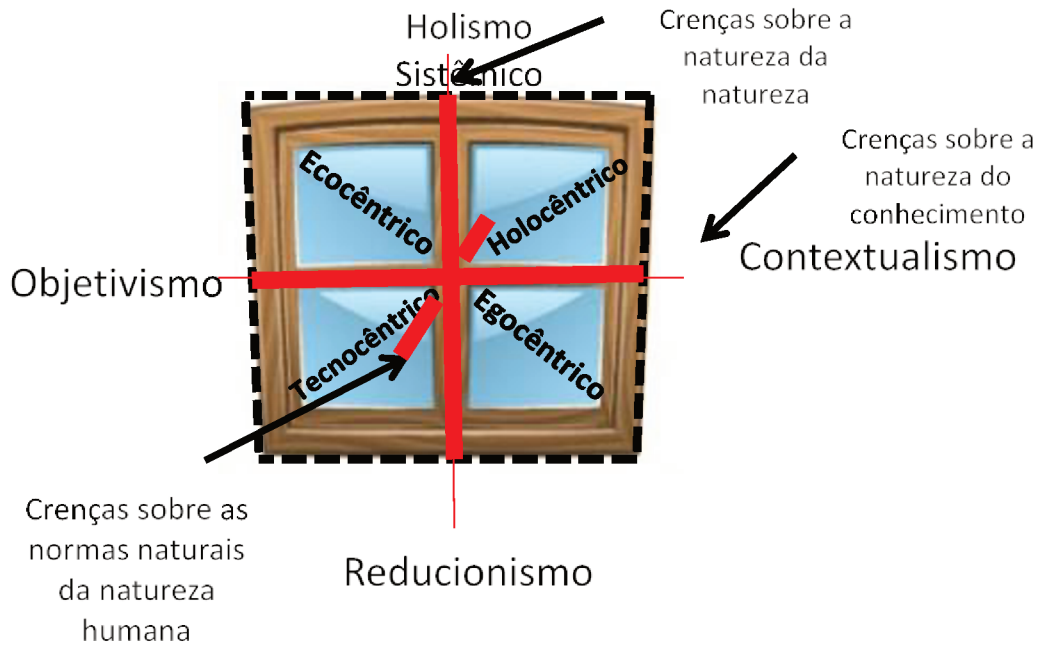 Holismo
Sistêmico
Crenças sobre a
natureza da
natureza
Crenças sobre a
natureza do
conhecimento
Ecocêntrico
Holocêntrico
Objetivismo
Contextualismo
Tecnocêntrico
Egocêntrico
Crenças sobre as
normas naturais
da natureza
humana
Reducionismo